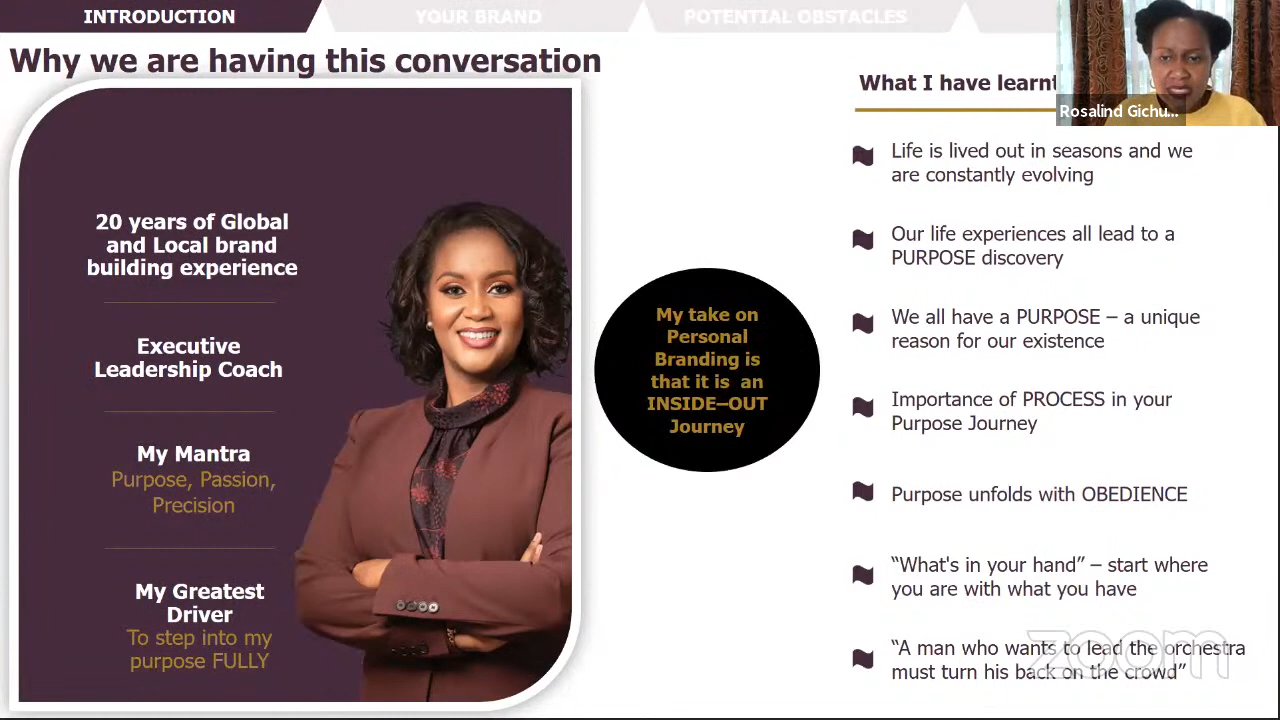 INTRODUCTION
YOUR BRAND
POTENTIAL OBSTACLES
Why we are having this conversation
20 years of Global
and Local brand
building experience
Executive
Leadership Coach
My Mantra
Purpose, Passion,
Precision
My Greatest
Driver
To step into my
purpose FULLY
My take on
Personal
Branding is
that it is an
INSIDE–OUT
Journey
What I have learnt
Rosalind Gichu...
Life is lived out in seasons and we
are constantly evolving
Our life experiences all lead to a
PURPOSE discovery
We all have a PURPOSE – a unique
reason for our existence
Importance of PROCESS in your
Purpose Journey
Purpose unfolds with OBEDIENCE
“What's in your hand” – start where
you are with what you have
“A man who wants to lead the orchestra
must turn his back on the crowd”
zoom